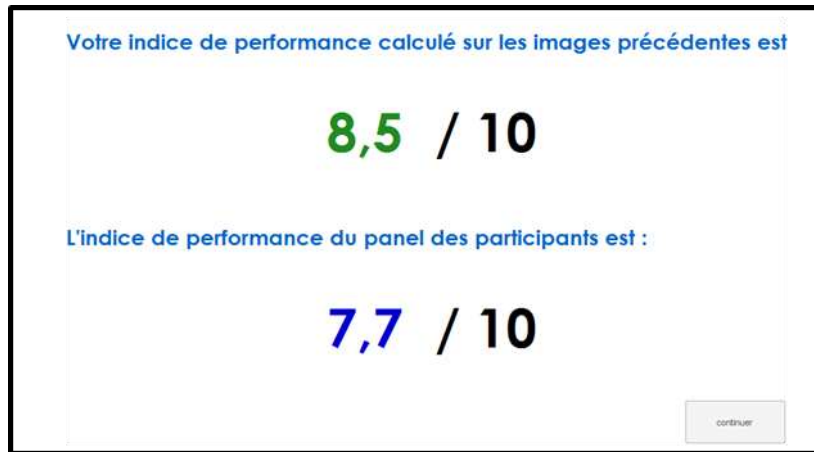 Votre indice de performance calculé sur les images précédentes est
8,5 / 10
L'indice de performance du panel des participants est :
7,7 / 10
continuer